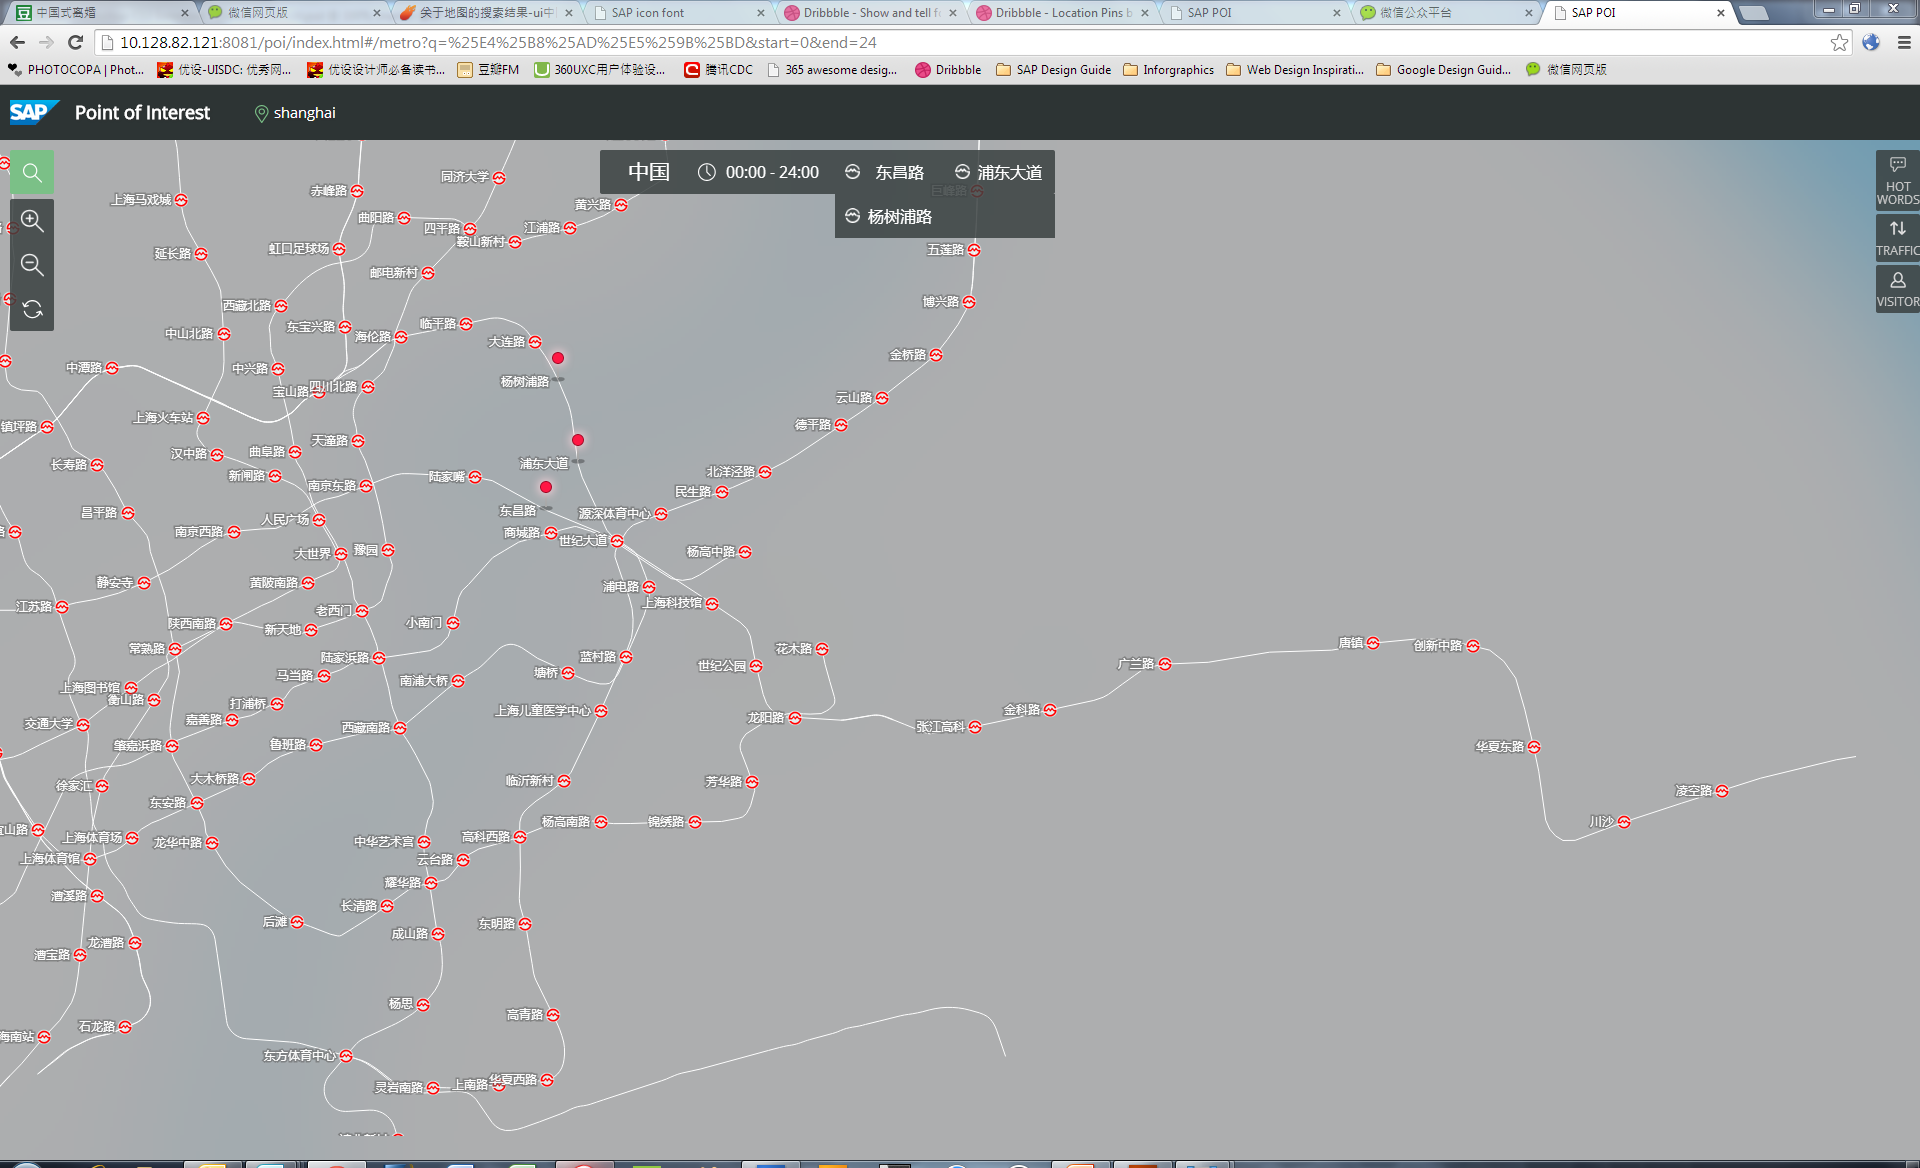 中国式离婚
微信网页版
关于地图的搜索结果-ui中
SAP icon font
Dribbble - Show and tell f
Dribbble - Location Pins b
SAP POI
微信公众平台
SAP POI
10.128.82.121:8081/poi/index.html#/metro?q=%25E4%25B8%25AD%25E5%259B%25BD&start=0&end=24
PHOTOCOPA | Phot...
优设-UISDC: 优秀网...
优设设计师必备读书...
豆瓣FM
360UXC用户体验设...
腾讯CDC
365 awesome desig...
Dribbble
SAP Design Guide
Inforgraphics
Web Design Inspirati...
Google Design Guid...
微信网页版
SAP
Point of Interest
shanghai
中国
00:00 - 24:00
东昌路
浦东大道
杨树浦路
HOT WORDS
TRAFFIC
VISITOR
同济大学
赤峰路
巨峰路
上海马戏城
黄兴路
曲阳路
四平路
江浦路
鞍山新村
虹口足球场
延长路
五莲路
邮电新村
西藏北路
博兴路
临平路
东宝兴路
中山北路
海伦路
大连路
金桥路
中潭路
中兴路
杨树浦路
四川北路
宝山路
云山路
上海火车站
德平路
镇坪路
天潼路
汉中路
曲阜路
浦东大道
长寿路
北洋泾路
新闸路
陆家嘴
南京东路
民生路
东昌路
昌平路
源深体育中心
人民广场
南京西路
商城路
世纪大道
大世界
豫园
杨高中路
静安寺
黄陂南路
浦电路
上海科技馆
江苏路
老西门
陕西南路
新天地
小南门
唐镇
创新中路
常熟路
花木路
陆家浜路
蓝村路
广兰路
世纪公园
塘桥
马当路
南浦大桥
上海图书馆
衡山路
打浦桥
金科路
上海儿童医学中心
嘉善路
龙阳路
交通大学
西藏南路
张江高科
肇嘉浜路
鲁班路
华夏东路
大木桥路
临沂新村
芳华路
徐家汇
凌空路
东安路
杨高南路
锦绣路
川沙
宜山路
上海体育场
高科西路
龙华中路
中华艺术宫
上海体育馆
云台路
耀华路
漕溪路
长清路
后滩
东明路
成山路
龙漕路
漕宝路
杨思
高青路
石龙路
海南站
东方体育中心
华夏西路
上南路
灵岩南路